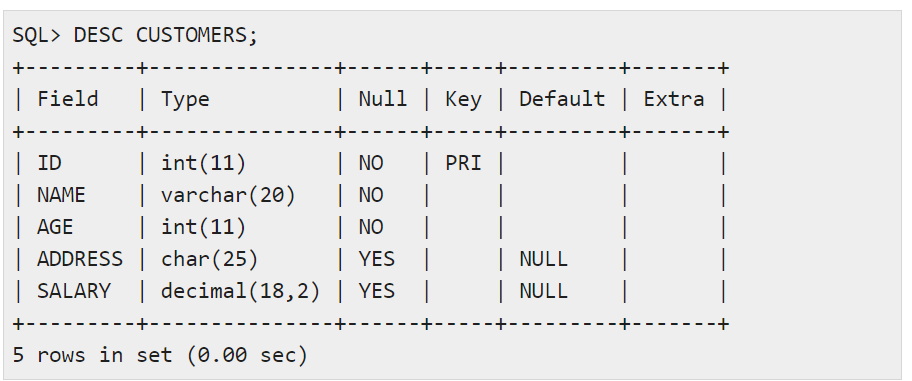 SQL> DESC CUSTOMERS;
+---------+---------------+------+-----+---------+-------+
| Field   | Type          | Null | Key | Default | Extra |
+---------+---------------+------+-----+---------+-------+
| ID      | int(11)       | NO   | PRI |         |       |
| NAME    | varchar(20)   | NO   |     |         |       |
| AGE     | int(11)       | NO   |     |         |       |
| ADDRESS | char(25)      | YES  |     | NULL    |       |
| SALARY  | decimal(18,2) | YES  |     | NULL    |       |
+---------+---------------+------+-----+---------+-------+
5 rows in set (0.00 sec)